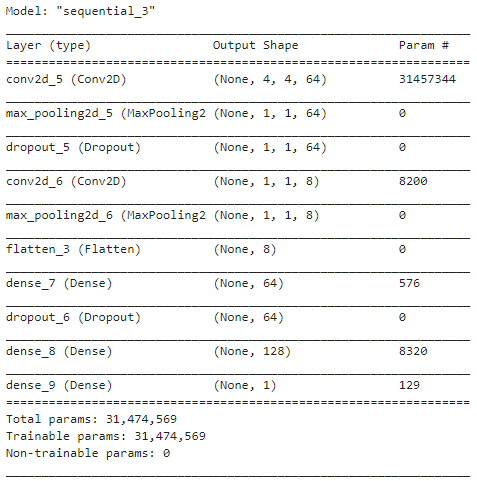 Model: "sequential_3"
Layer (type) Output Shape Param #
conv2d_5 (Conv2D) (None, 4, 4, 64) 31457344
max_pooling2d_5 (MaxPooling2 (None, 1, 1, 64) 0
dropout_5 (Dropout) (None, 1, 1, 64) 0
conv2d_6 (Conv2D) (None, 1, 1, 8) 8200
max_pooling2d_6 (MaxPooling2 (None, 1, 1, 8) 0
flatten_3 (Flatten) (None, 8) 0
dense_7 (Dense) (None, 64) 576
dropout_6 (Dropout) (None, 64) 0
dense_8 (Dense) (None, 128) 8320
dense_9 (Dense) (None, 1) 129
Total params: 31,474,569
Trainable params: 31,474,569
Non-trainable params: 0